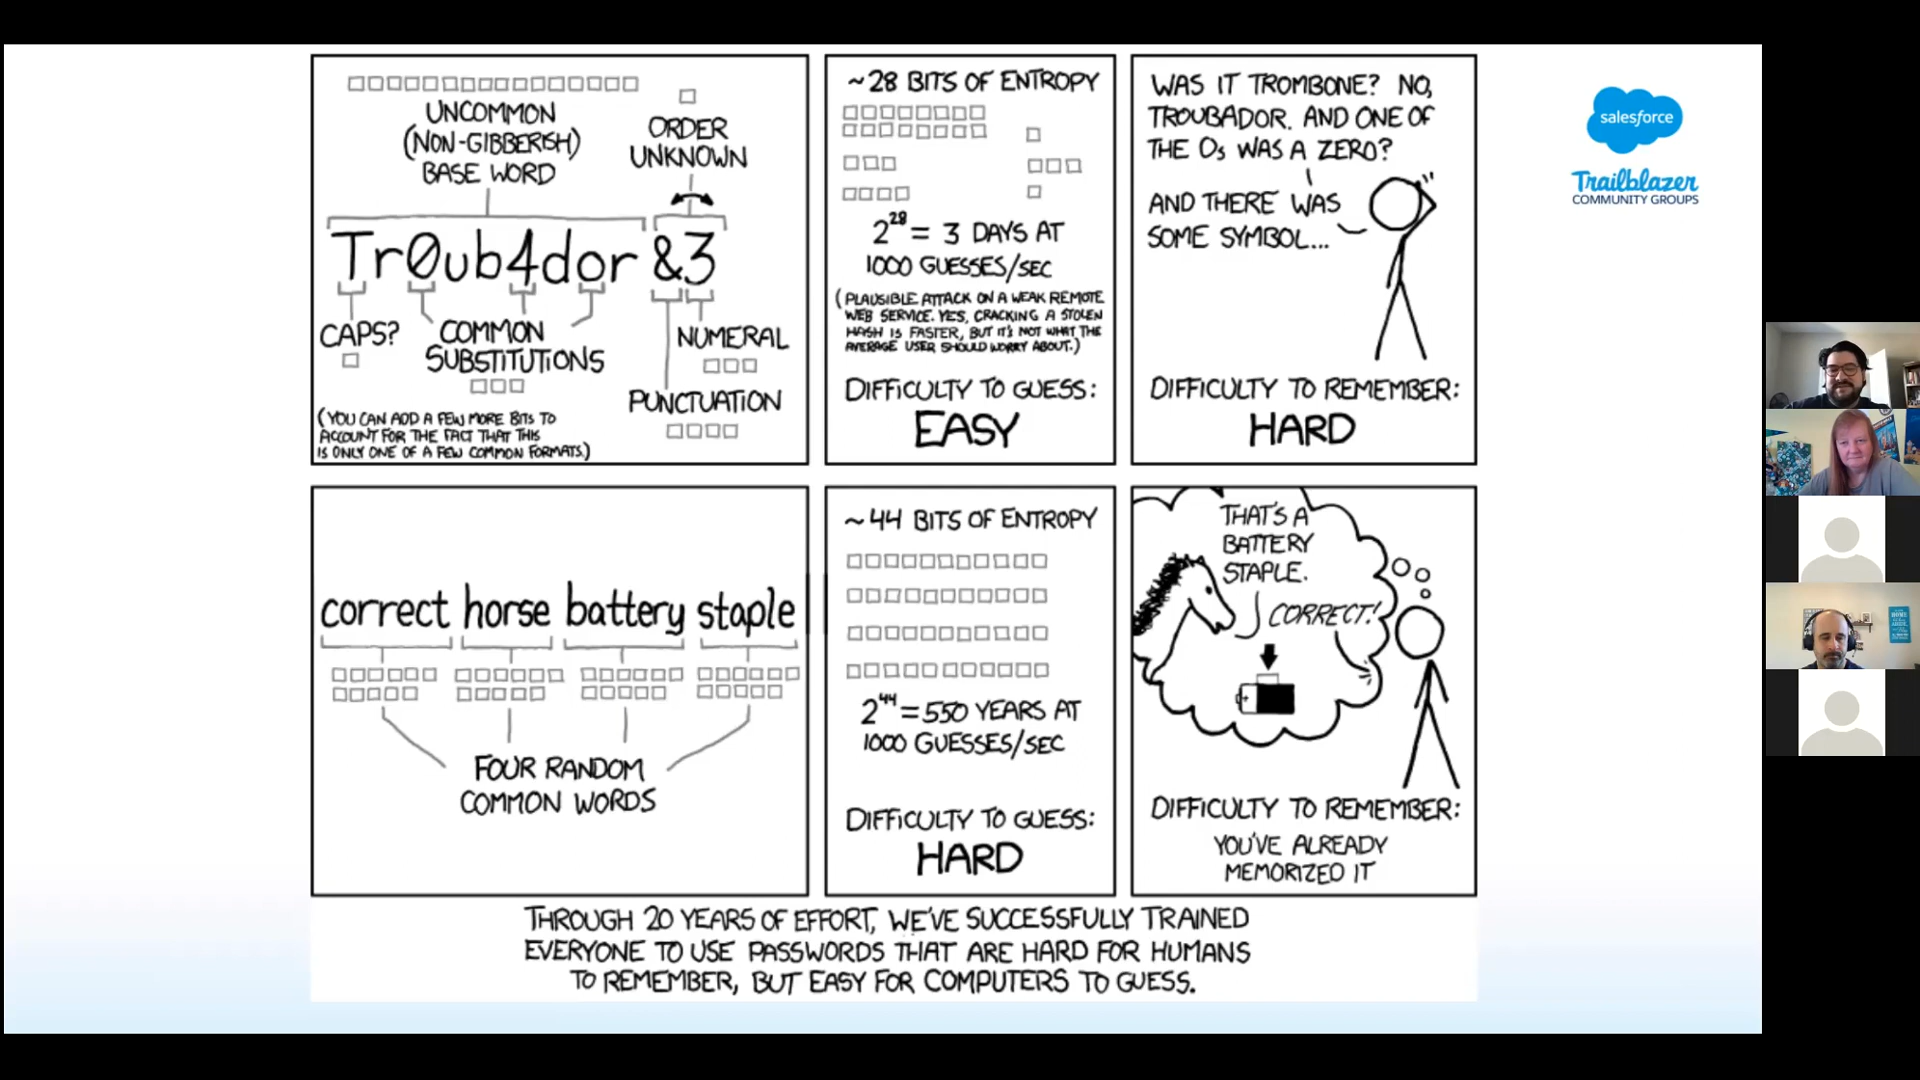 UNCOMMON
(NON-GIBBERISH)
BASE WORD
ORDER
UNKNOWN
Tr0ub4dor &3
CAPS?
COMMON
SUBSTITUTIONS
NUMERAL
PUNCTUATION
(YOU CAN ADD A FEW MORE BITS TO
ACCOUNT FOR THE FACT THAT THIS
IS ONLY ONE OF A FEW COMMON FORMATS.)
~28 BITS OF ENTROPY
2^28 = 3 DAYS AT
1000 GUESSES/SEC
(PLAUSIBLE ATTACK ON A WEAK REMOTE
WEB SERVICE. YES, CRACKING A STOLEN
HASH IS FASTER, BUT IT'S NOT WHAT THE
AVERAGE USER SHOULD WORRY ABOUT.)
DIFFICULTY TO GUESS:
EASY
WAS IT TROMBONE? NO,
TROUBADOR. AND ONE OF
THE Os WAS A ZERO?
AND THERE WAS
SOME SYMBOL...
DIFFICULTY TO REMEMBER:
HARD
salesforce
Trailblazer
COMMUNITY GROUPS
correct horse battery staple
FOUR RANDOM
COMMON WORDS
~44 BITS OF ENTROPY
2^44 = 550 YEARS AT
1000 GUESSES/SEC
DIFFICULTY TO GUESS:
HARD
THAT'S A
BATTERY
STAPLE.
CORRECT!
DIFFICULTY TO REMEMBER:
YOU'VE ALREADY
MEMORIZED IT
THROUGH 20 YEARS OF EFFORT, WE'VE SUCCESSFULLY TRAINED
EVERYONE TO USE PASSWORDS THAT ARE HARD FOR HUMANS
TO REMEMBER, BUT EASY FOR COMPUTERS TO GUESS.